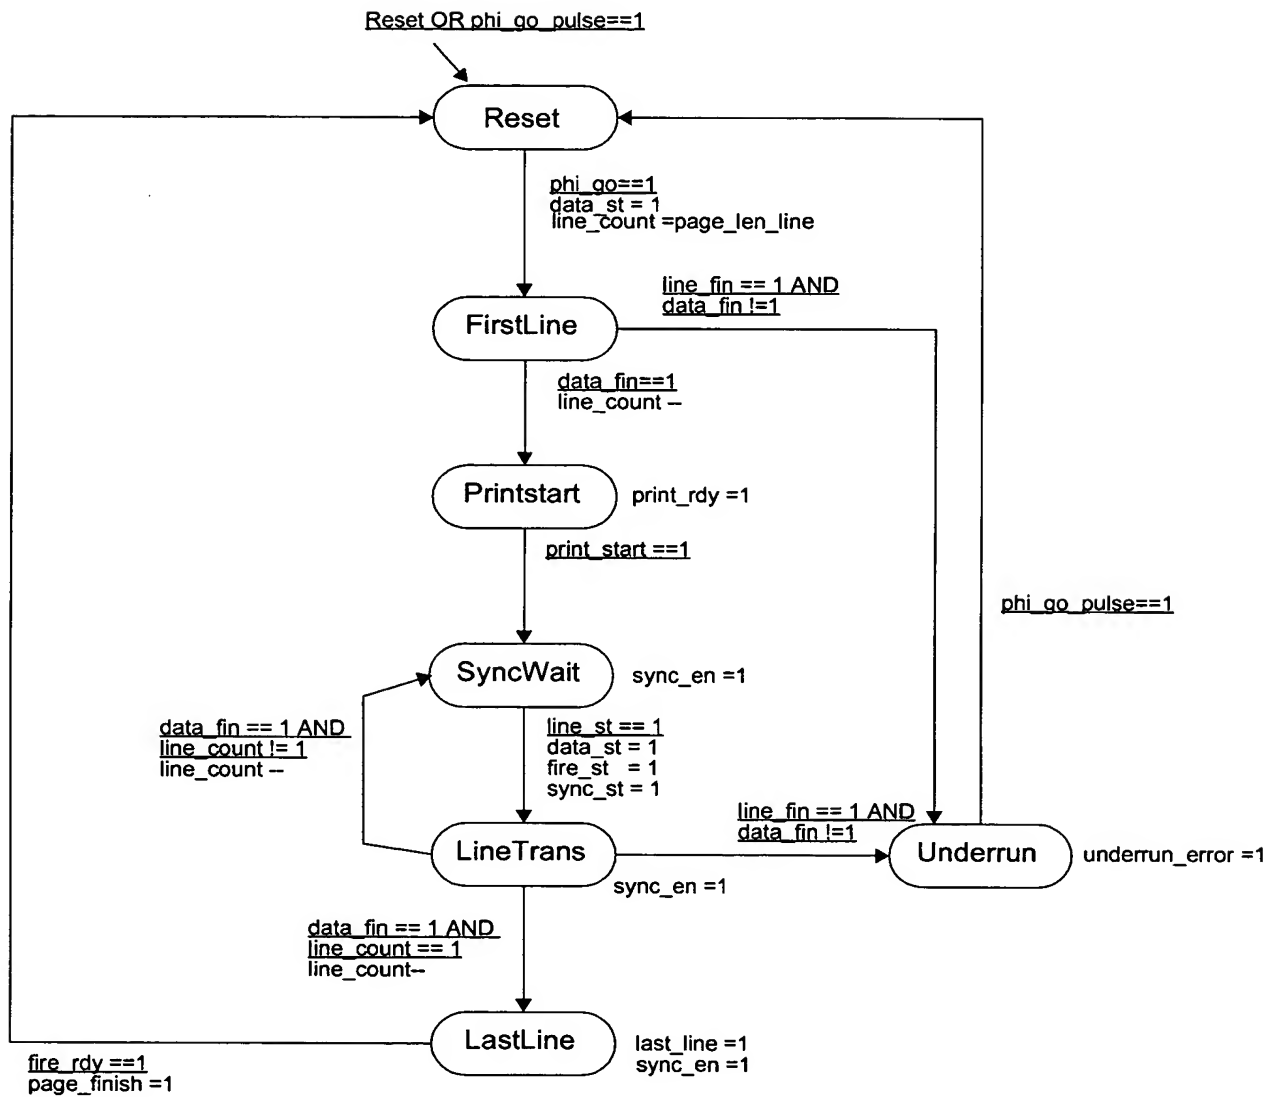 Reset OR phi_go_pulse==1
Reset
phi_go==1
data_st = 1
line_count =page_len_line
line_fin == 1 AND
data_fin !=1
FirstLine
data_fin==1
line_count --
Printstart
print_rdy =1
print_start ==1
phi_go_pulse==1
SyncWait
sync_en =1
data_fin == 1 AND
line_count != 1
line_count --
line_st == 1
data_st = 1
fire_st = 1
sync_st = 1
line_fin == 1 AND
data_fin !=1
LineTrans
sync_en =1
Underrun
underrun_error =1
data_fin == 1 AND
line_count == 1
line_count--
LastLine
last_line =1
sync_en =1
fire_rdy ==1
page_finish =1